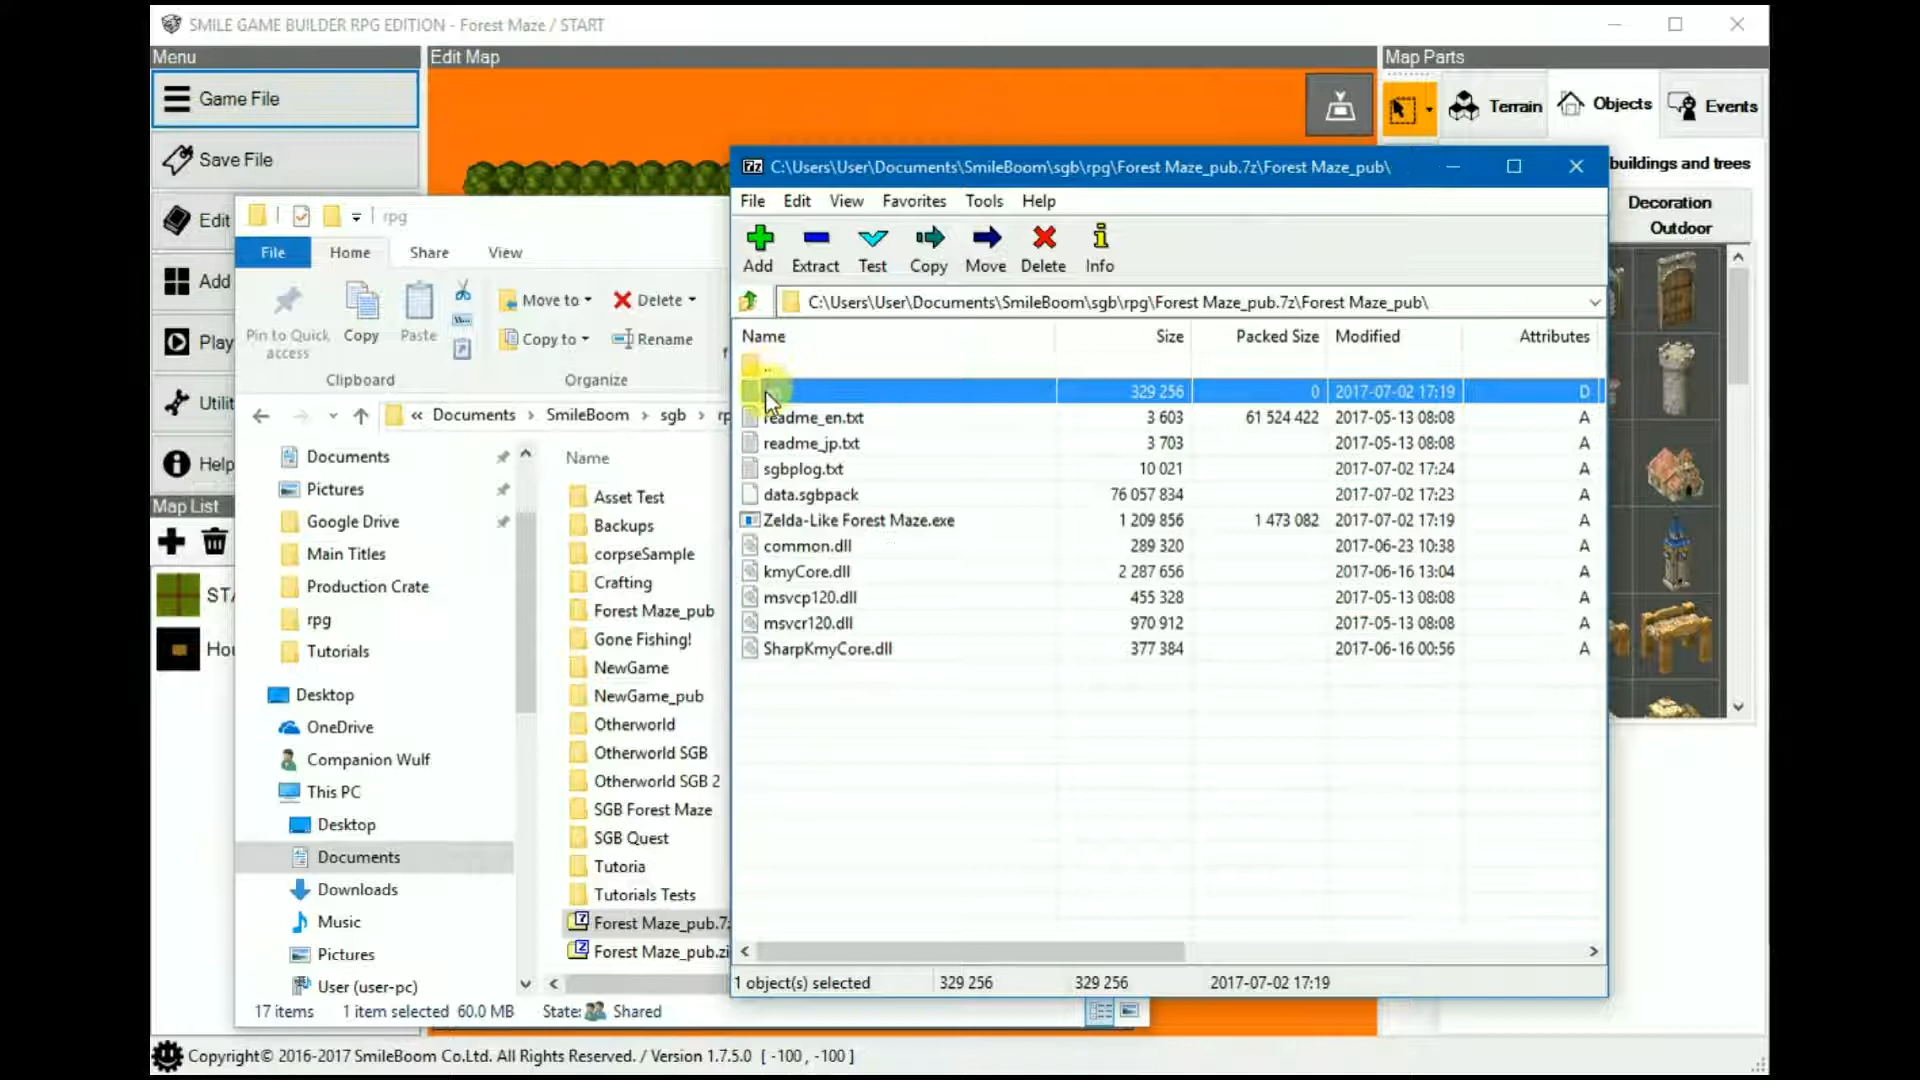 SMILE GAME BUILDER RPG EDITION - Forest Maze / START
Menu
Edit Map
Map Parts
Game File
Save File
Edit
Add
Play
Utilit
Help
Map List
STA
Hou
Terrain
Objects
Events
buildings and trees
Decoration
Outdoor
rpg
File
Home
Share
View
Pin to Quick access
Copy
Paste
Move to
Copy to
Delete
Rename
Clipboard
Organize
« Documents > SmileBoom > sgb > rp
Documents
Pictures
Google Drive
Main Titles
Production Crate
rpg
Tutorials
Desktop
OneDrive
Companion Wulf
This PC
Desktop
Documents
Downloads
Music
Pictures
User (user-pc)
Name
Asset Test
Backups
corpseSample
Crafting
Forest Maze_pub
Gone Fishing!
NewGame
NewGame_pub
Otherworld
Otherworld SGB
Otherworld SGB 2
SGB Forest Maze
SGB Quest
Tutoria
Tutorials Tests
Forest Maze_pub.7z
Forest Maze_pub.zi
17 items 1 item selected 60.0 MB State: Shared
7z C:\Users\User\Documents\SmileBoom\sgb\rpg\Forest Maze_pub.7z\Forest Maze_pub\
File Edit View Favorites Tools Help
Add Extract Test Copy Move Delete Info
C:\Users\User\Documents\SmileBoom\sgb\rpg\Forest Maze_pub.7z\Forest Maze_pub\
Name Size Packed Size Modified Attributes
..
329 256 0 2017-07-02 17:19 D
readme_en.txt 3 603 61 524 422 2017-05-13 08:08 A
readme_jp.txt 3 703 2017-05-13 08:08 A
sgbplog.txt 10 021 2017-07-02 17:24 A
data.sgbpack 76 057 834 2017-07-02 17:23 A
Zelda-Like Forest Maze.exe 1 209 856 1 473 082 2017-07-02 17:19 A
common.dll 289 320 2017-06-23 10:38 A
kmyCore.dll 2 287 656 2017-06-16 13:04 A
msvcp120.dll 455 328 2017-05-13 08:08 A
msvcr120.dll 970 912 2017-05-13 08:08 A
SharpKmyCore.dll 377 384 2017-06-16 00:56 A
1 object(s) selected 329 256 329 256 2017-07-02 17:19
Copyright© 2016-2017 SmileBoom Co.Ltd. All Rights Reserved. / Version 1.7.5.0 [ -100 , -100 ]